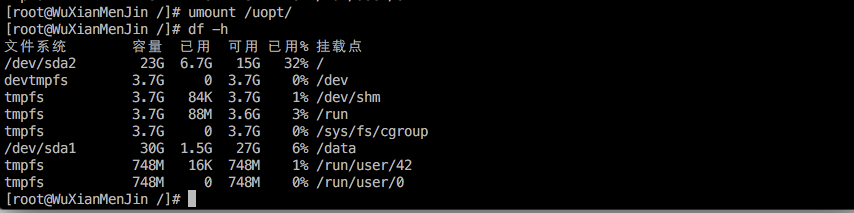 [root@WuXianMenJin /]# umount /uopt/
[root@WuXianMenJin /]# df -h
文件系统 容量 已用 可用 已用% 挂载点
/dev/sda2 23G 6.7G 15G 32% /
devtmpfs 3.7G 0 3.7G 0% /dev
tmpfs 3.7G 84K 3.7G 1% /dev/shm
tmpfs 3.7G 88M 3.6G 3% /run
tmpfs 3.7G 0 3.7G 0% /sys/fs/cgroup
/dev/sda1 30G 1.5G 27G 6% /data
tmpfs 748M 16K 748M 1% /run/user/42
tmpfs 748M 0 748M 0% /run/user/0
[root@WuXianMenJin /]#